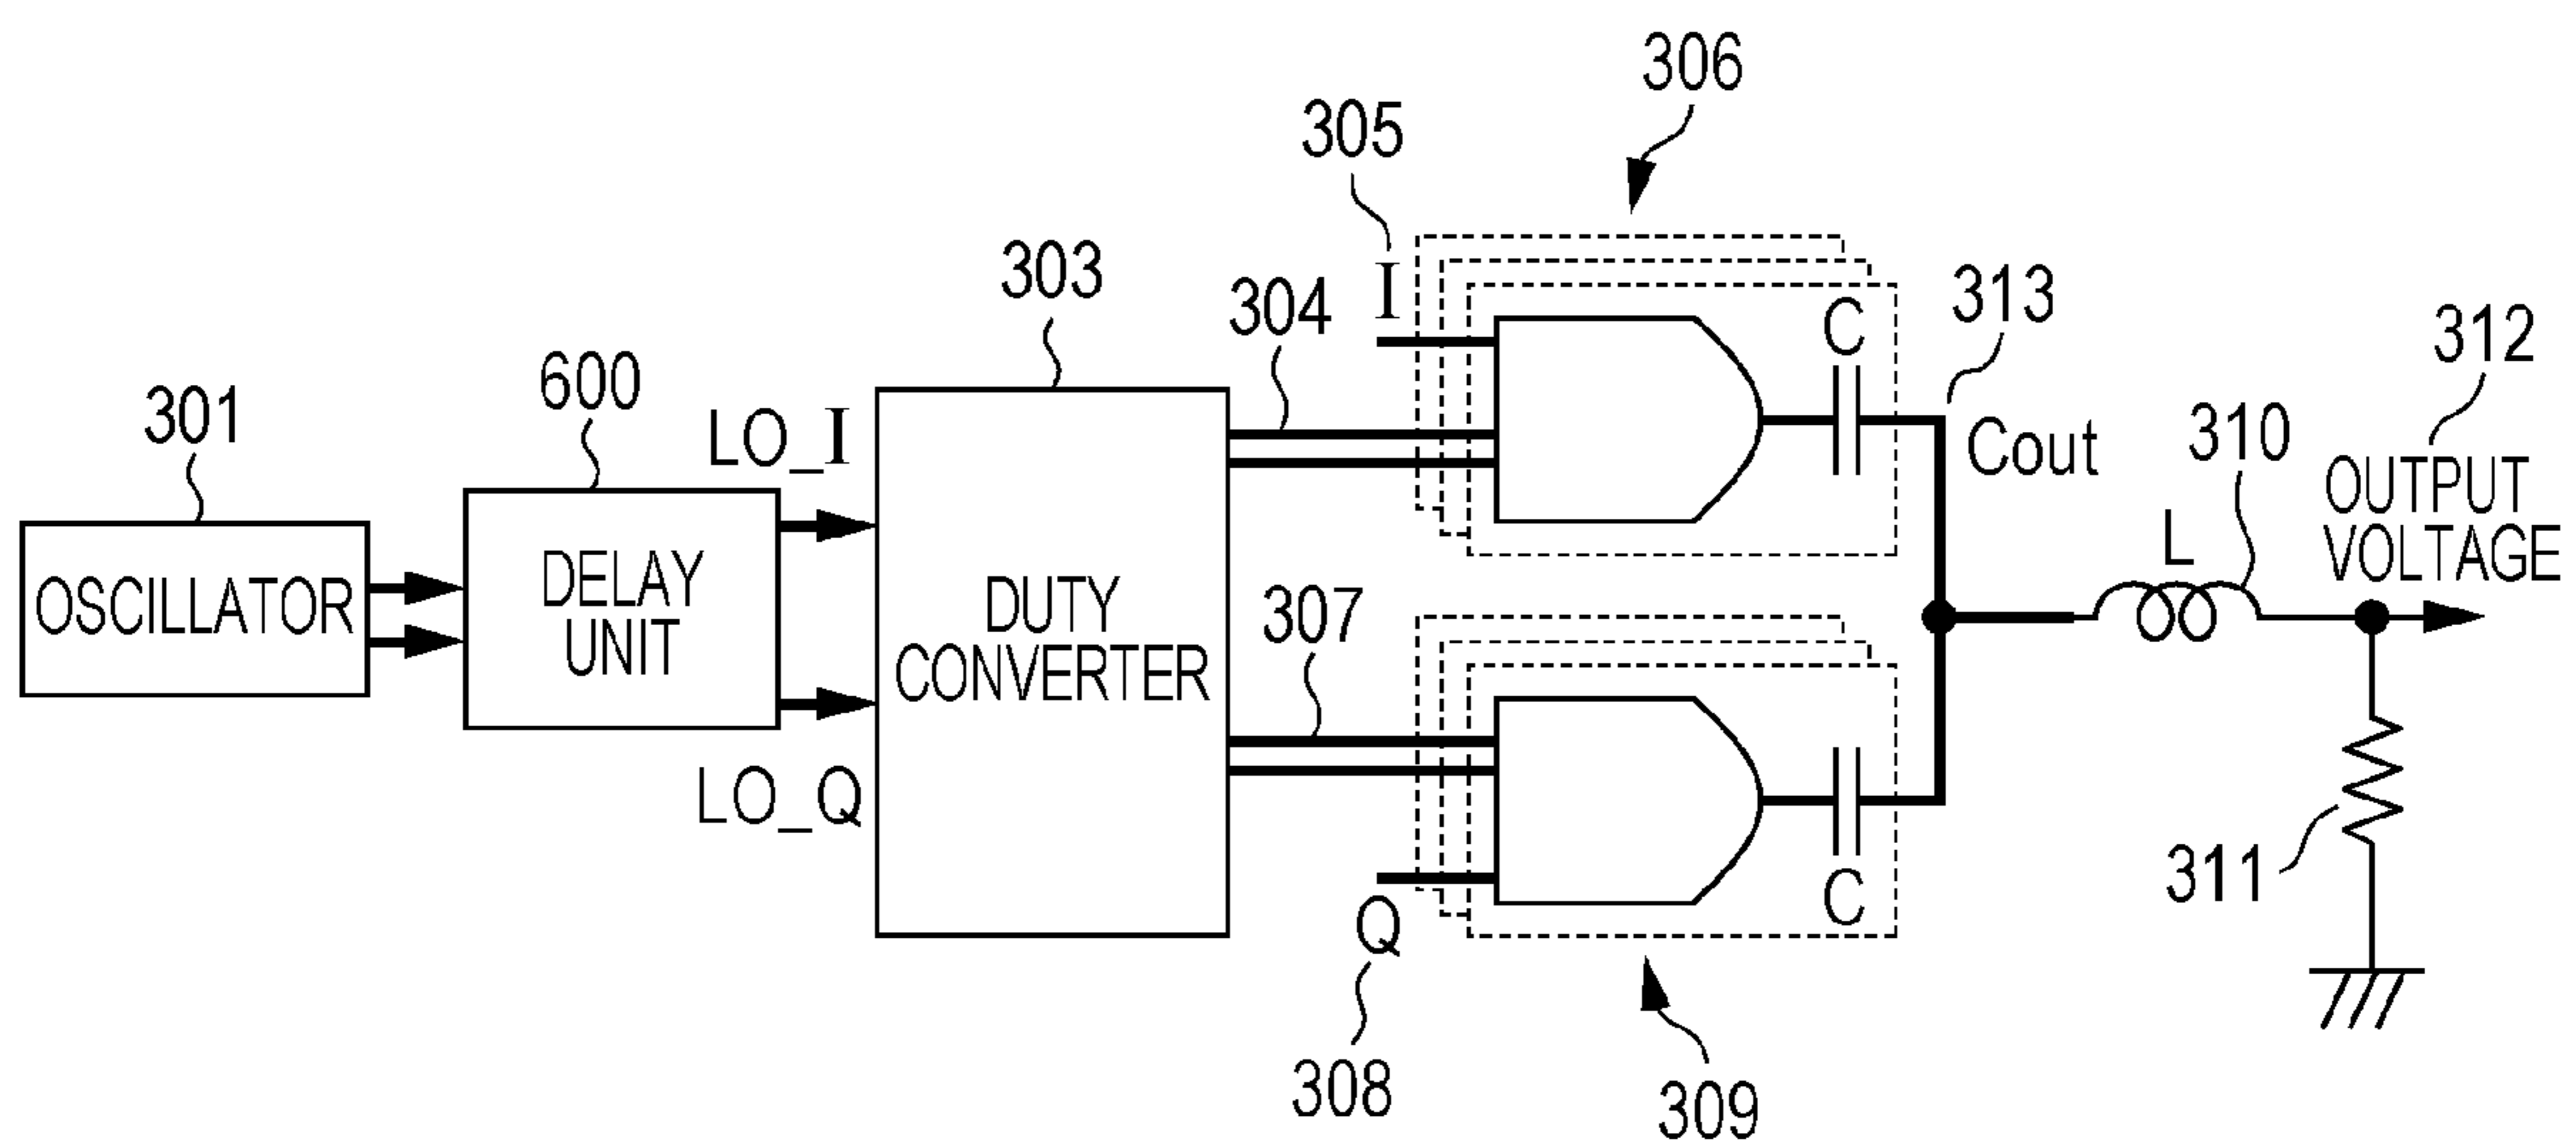 306
305
303
304
I
C
313
312
301
600
LO_I
Cout
310
OUTPUT
VOLTAGE
L
OSCILLATOR
DELAY
UNIT
DUTY
CONVERTER
307
LO_Q
311
C
Q
308
309